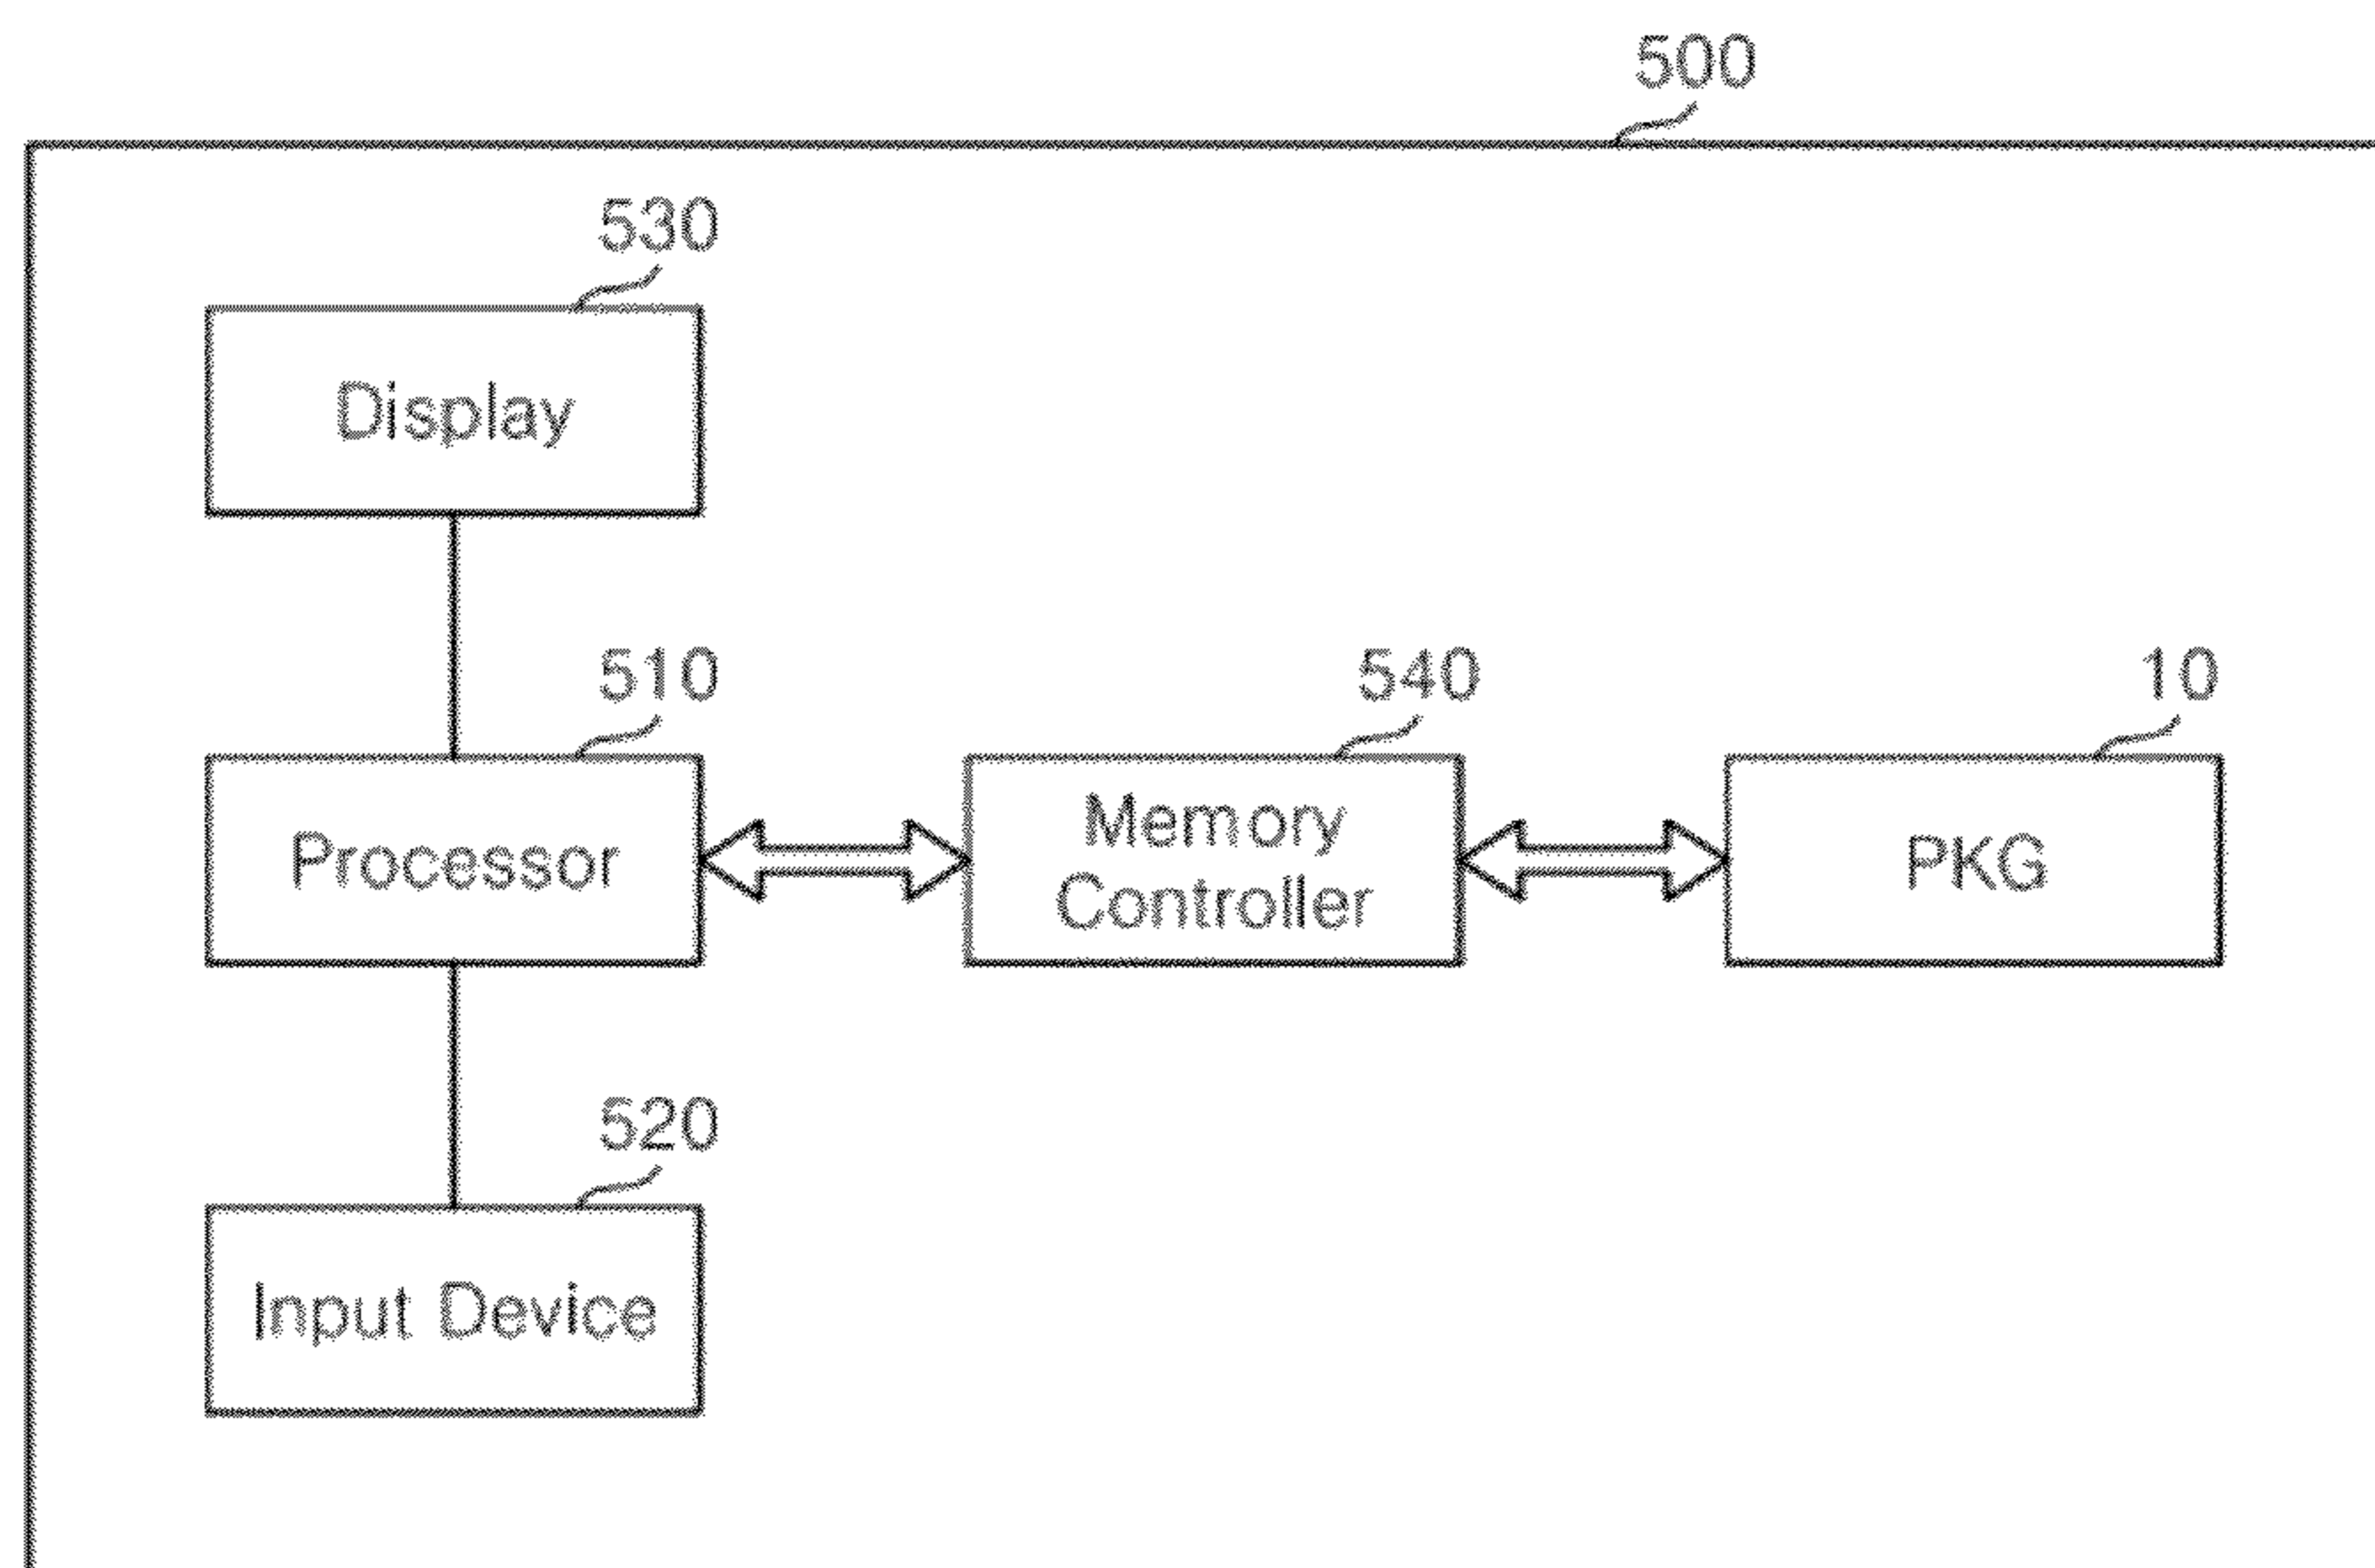 500
530
Display
510
540
10
Processor
Memory
Controller
PKG
520
Input Device